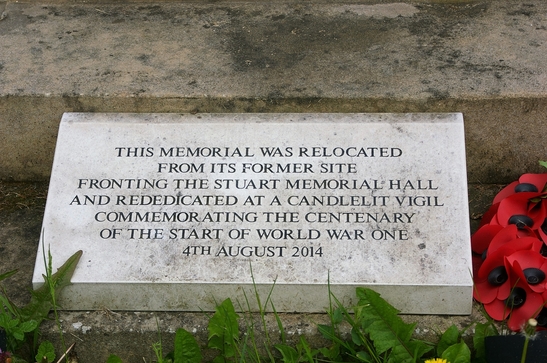 THIS MEMORIAL WAS RELOCATED
FROM ITS FORMER SITE
FRONTING THE STUART MEMORIAL HALL
AND REDEDICATED AT A CANDLELIT VIGIL
COMMEMORATING THE CENTENARY
OF THE START OF WORLD WAR ONE
4TH AUGUST 2014